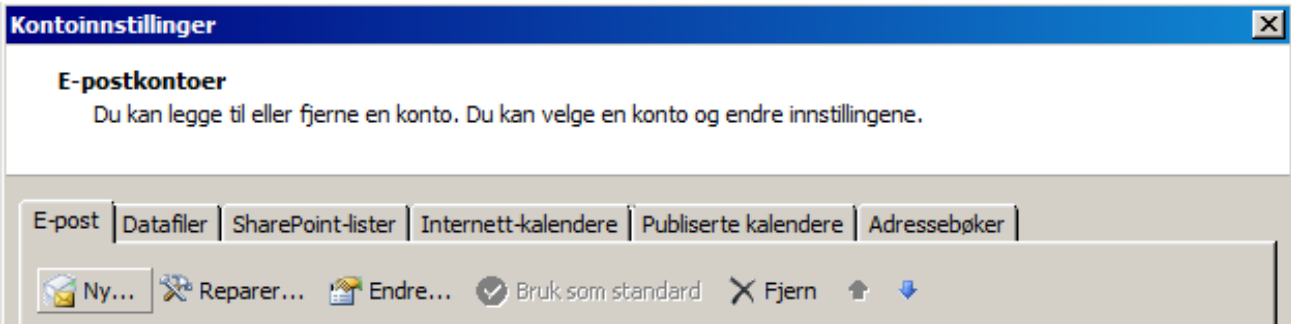 Kontoinnstillinger
E-postkontoer
Du kan legge til eller fjerne en konto. Du kan velge en konto og endre innstillingene.
E-post Datafiler SharePoint-lister Internett-kalendere Publiserte kalendere Adressebøker
Ny... Reparer... Endre... Bruk som standard Fjern